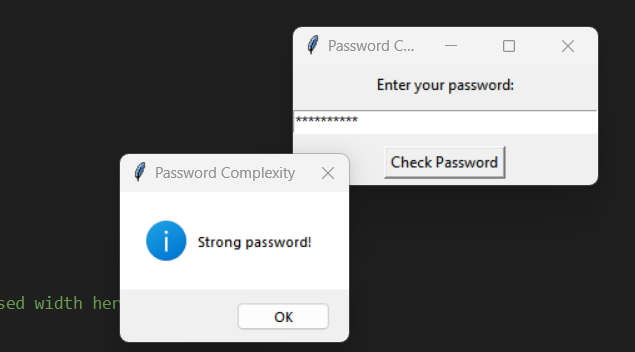 Password C...
Enter your password:
**********
Check Password
Password Complexity
Strong password!
OK
sed width her